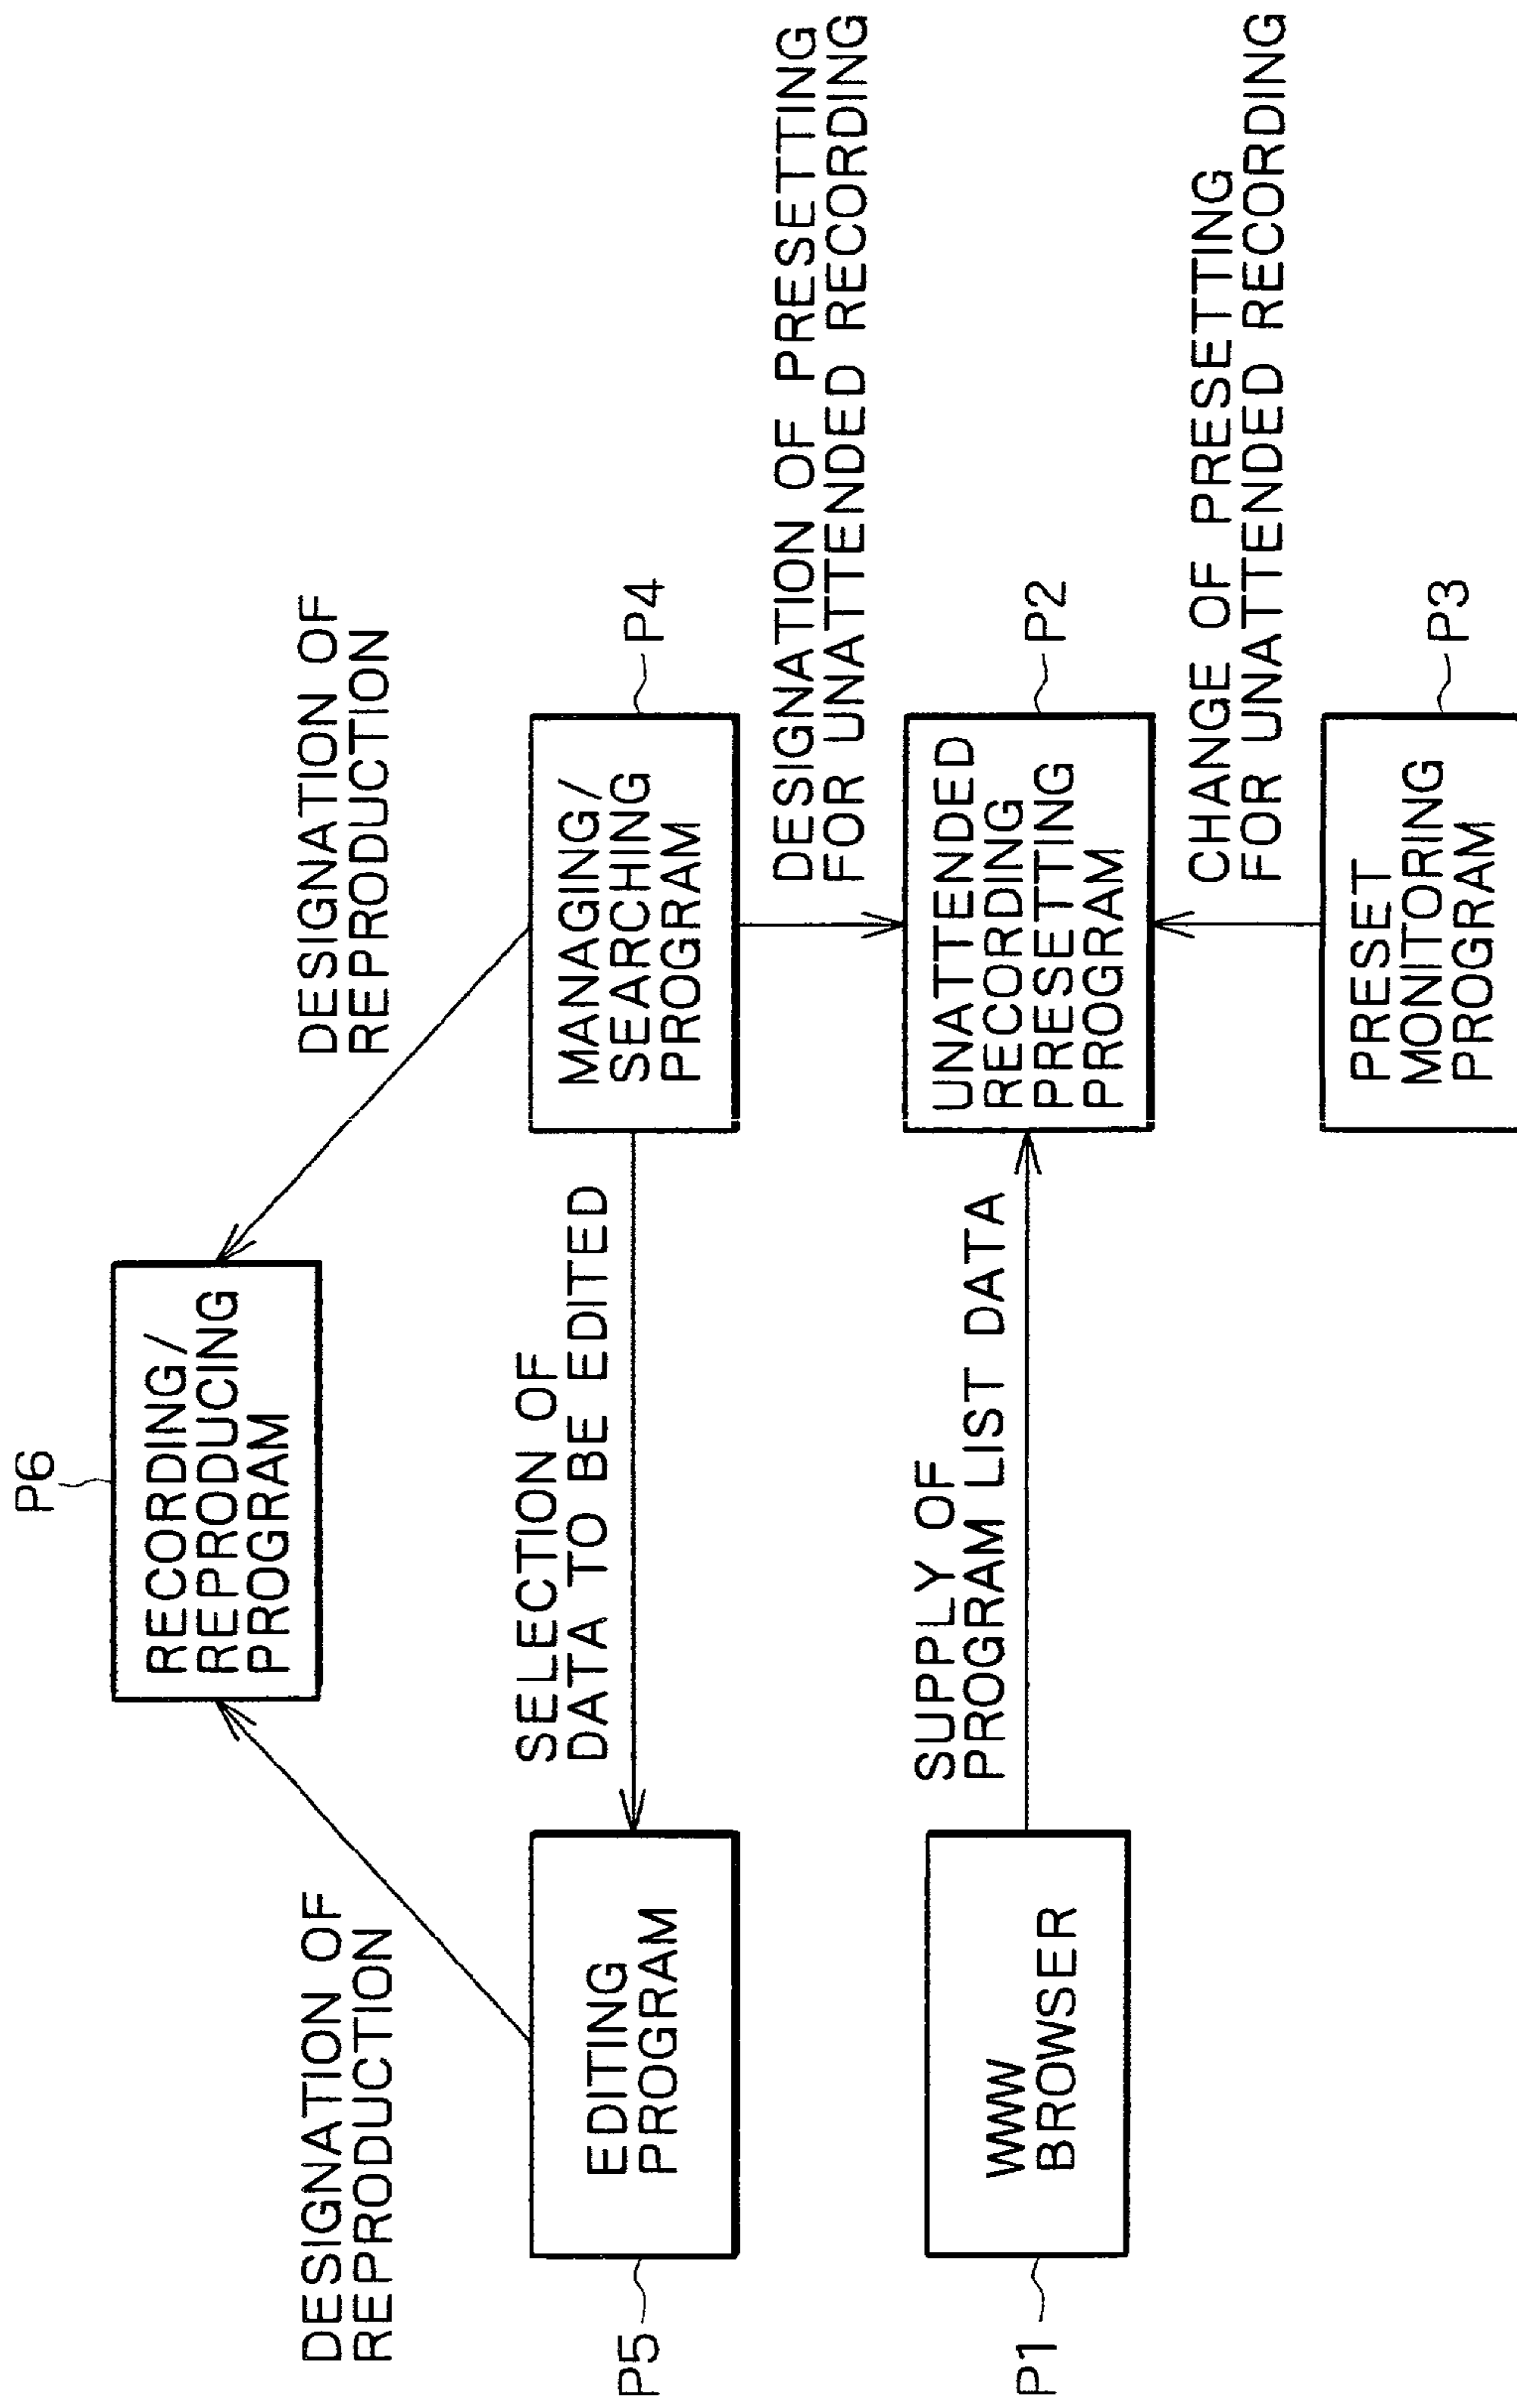 P6
RECORDING/
REPRODUCING
PROGRAM
DESIGNATION OF
REPRODUCTION
DESIGNATION OF
REPRODUCTION
P5
EDITING
PROGRAM
SELECTION OF
DATA TO BE EDITED
MANAGING/
SEARCHING
PROGRAM
P4
DESIGNATION OF PRESETTING
FOR UNATTENDED RECORDING
P1
WWW
BROWSER
SUPPLY OF
PROGRAM LIST DATA
UNATTENDED
RECORDING
PRESETTING
PROGRAM
P2
CHANGE OF PRESETTING
FOR UNATTENDED RECORDING
PRESET
MONITORING
PROGRAM
P3